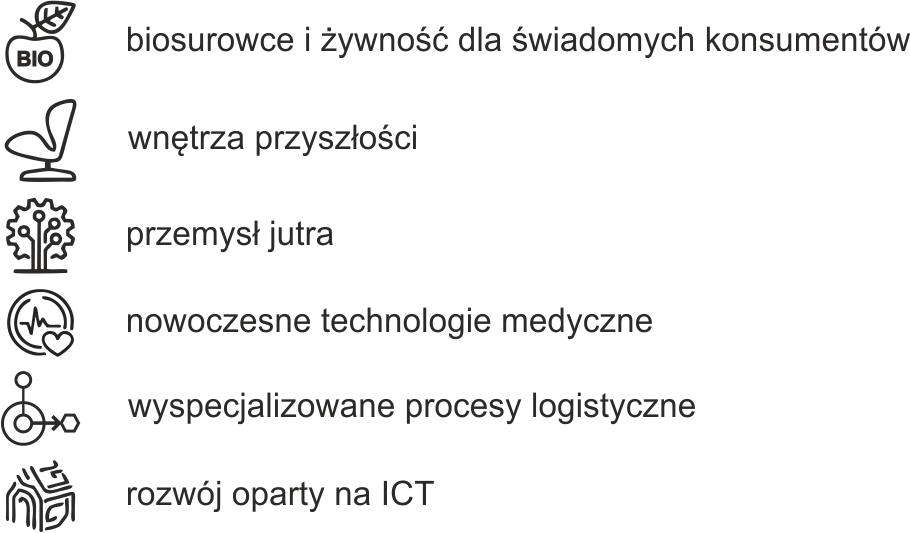 BIO
biosurowce i żywność dla świadomych konsumentów
wnętrza przyszłości
przemysł jutra
nowoczesne technologie medyczne
wyspecjalizowane procesy logistyczne
rozwój oparty na ICT